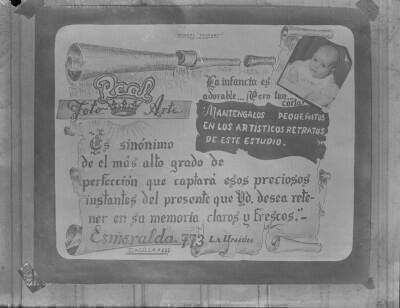 Real
Foto Arte
La infancia es
adorable... Pero tan...
corta!
MANTENGALOS PEQUEÑITOS
EN LOS ARTISTICOS RETRATOS
DE ESTE ESTUDIO.
Es sinónimo
de el más alto grado de
perfección que captará esos preciosos
instantes del presente que Vd. desea rete-
ner en su memoria claros y frescos."-
Esmeralda 773 La Unión